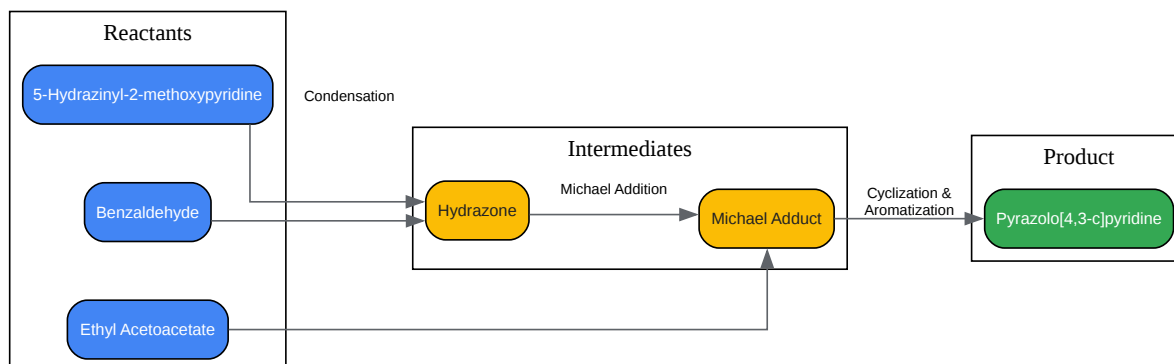 Reactants
5-Hydrazinyl-2-methoxypyridine
Condensation
Benzaldehyde
Ethyl Acetoacetate
Intermediates
Hydrazone
Michael Addition
Michael Adduct
Cyclization &
Aromatization
Product
Pyrazolo[4,3-c]pyridine